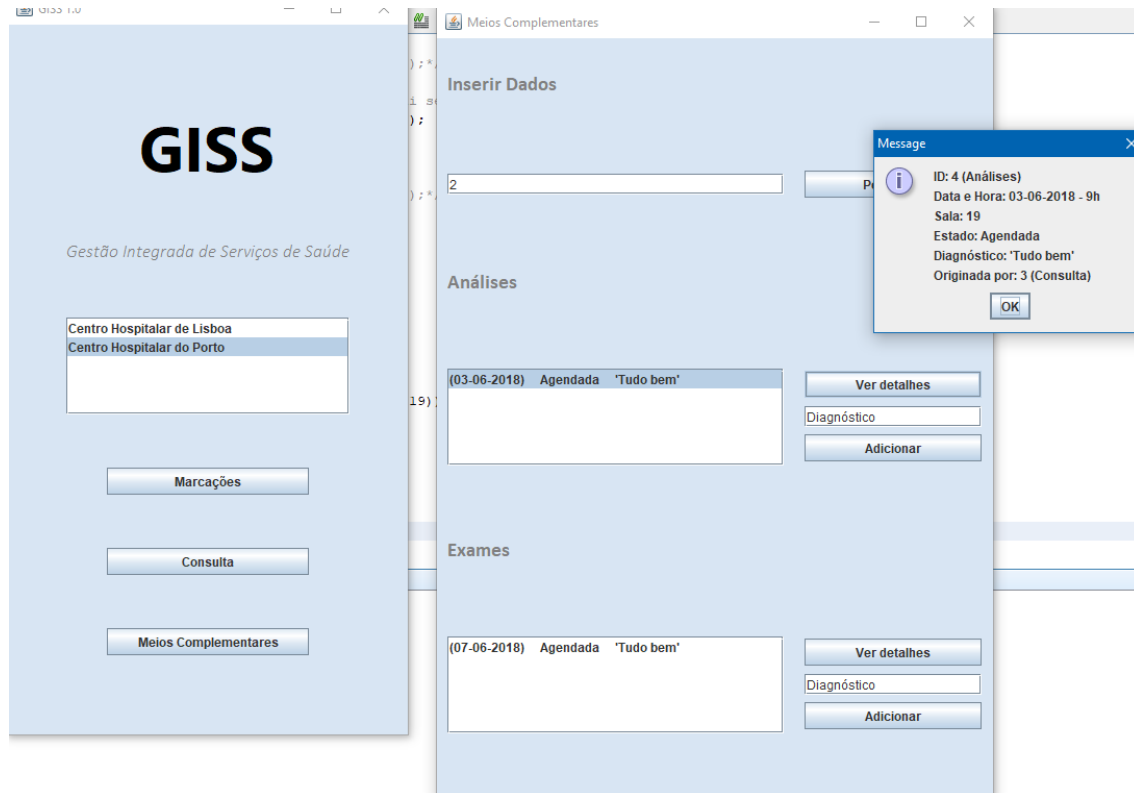 GISS 1.0
GISS
Gestão Integrada de Serviços de Saúde
Centro Hospitalar de Lisboa
Centro Hospitalar do Porto
Marcações
Consulta
Meios Complementares
);*
);
);*
19)
Meios Complementares
Inserir Dados
2
Análises
(03-06-2018) Agendada 'Tudo bem'
Ver detalhes
Diagnóstico
Adicionar
Exames
(07-06-2018) Agendada 'Tudo bem'
Ver detalhes
Diagnóstico
Adicionar
Message
ID: 4 (Análises)
Data e Hora: 03-06-2018 - 9h
Sala: 19
Estado: Agendada
Diagnóstico: 'Tudo bem'
Originada por: 3 (Consulta)
OK